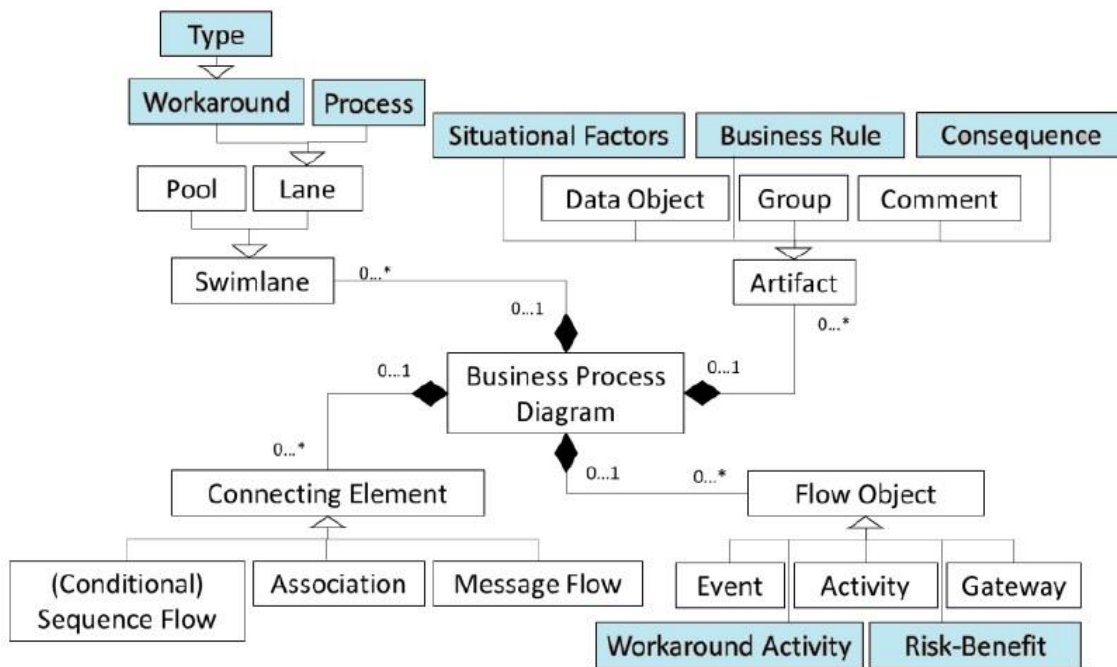 Type
Workaround
Process
Situational Factors
Business Rule
Consequence
Pool
Lane
Data Object
Group
Comment
Swimlane
0...*
Artifact
0...1
0...*
0...1
Business Process
Diagram
0...1
0...*
0...1
0...*
Connecting Element
Flow Object
(Conditional)
Sequence Flow
Association
Message Flow
Event
Activity
Gateway
Workaround Activity
Risk-Benefit